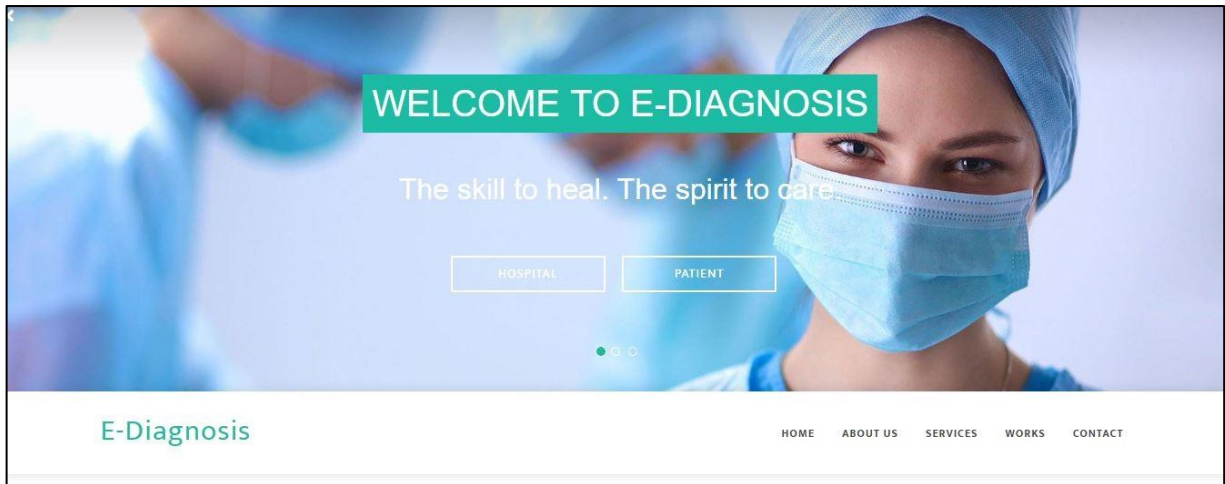 WELCOME TO E-DIAGNOSIS
The skill to heal. The spirit to care.
HOSPITAL PATIENT
E-Diagnosis HOME ABOUT US SERVICES WORKS CONTACT